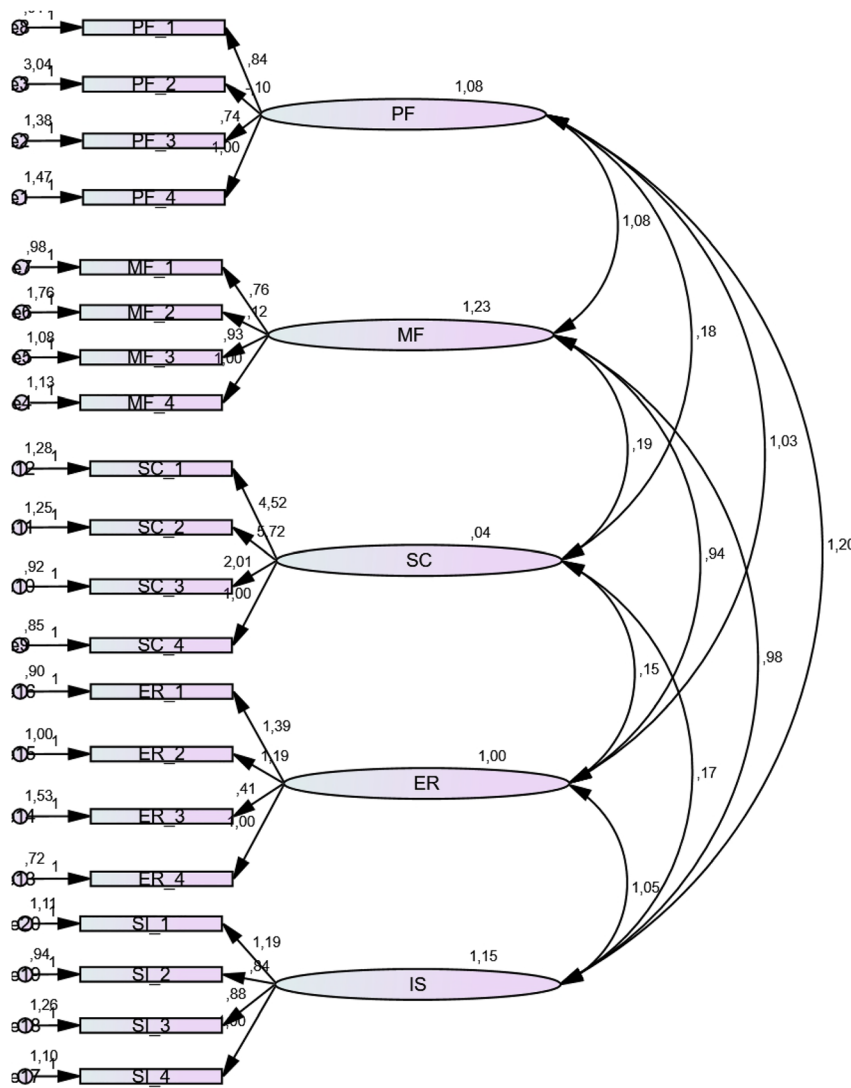 1
PF_1
,84
3,04
1
PF_2
-,10
1,08
PF
1,38
1
PF_3
,74
1,00
1,47
1
PF_4
1,08
,98
1
MF_1
,76
1,76
1
MF_2
,12
1,23
MF
1,08
1
MF_3
,93
1,00
1,13
1
MF_4
,18
,19
1,03
1,28
1
SC_1
4,52
1,25
1
SC_2
5,72
,04
SC
,92
1
SC_3
2,01
1,00
,94
1,20
,85
1
SC_4
,15
,98
,90
1
ER_1
1,39
1,00
1
ER_2
1,19
1,00
ER
,17
1,53
1
ER_3
,41
1,00
,72
1
ER_4
1,05
1,11
1
SI_1
1,19
,94
1
SI_2
,84
1,15
IS
1,26
1
SI_3
,88
1,10
1
SI_4